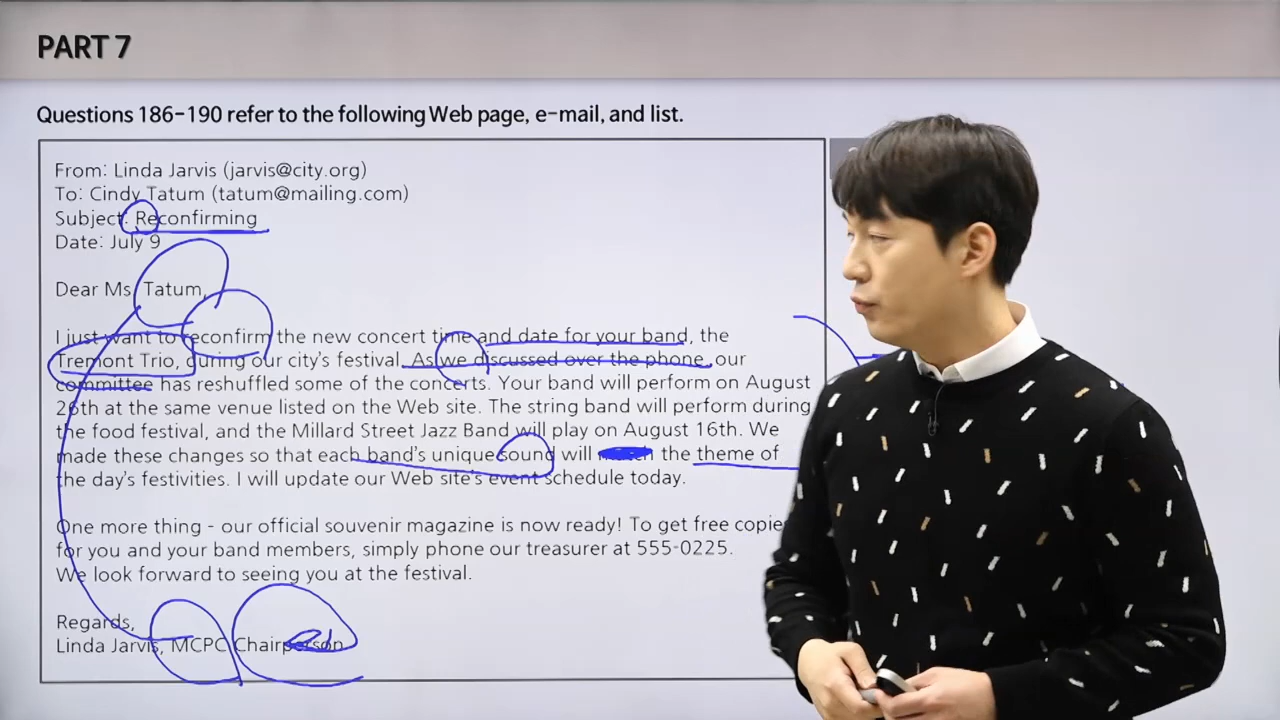 PART 7
Questions 186-190 refer to the following Web page, e-mail, and list.
From: Linda Jarvis (jarvis@city.org)
To: Cindy Tatum (tatum@mailing.com)
Subject: Reconfirming
Date: July 9
Dear Ms. Tatum,
I just want to reconfirm the new concert time and date for your band, the
Tremont Trio, during our city's festival. As we discussed over the phone, our
committee has reshuffled some of the concerts. Your band will perform on August
26th at the same venue listed on the Web site. The string band will perform during
the food festival, and the Millard Street Jazz Band will play on August 16th. We
made these changes so that each band's unique sound will the theme of
the day's festivities. I will update our Web site's event schedule today.
One more thing - our official souvenir magazine is now ready! To get free copie
for you and your band members, simply phone our treasurer at 555-0225.
We look forward to seeing you at the festival.
Regards,
Linda Jarvis, MCPC Chairperson